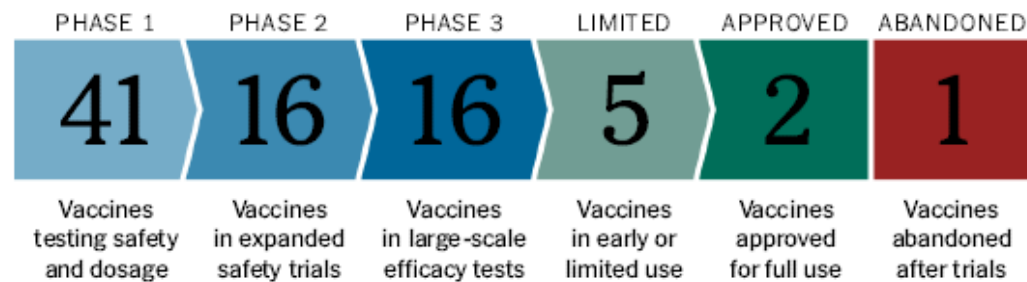 PHASE 1 PHASE 2 PHASE 3 LIMITED APPROVED ABANDONED
41 16 16 5 2 1
Vaccines Vaccines Vaccines Vaccines Vaccines Vaccines
testing safety in expanded in large-scale in early or approved abandoned
and dosage safety trials efficacy tests limited use for full use after trials